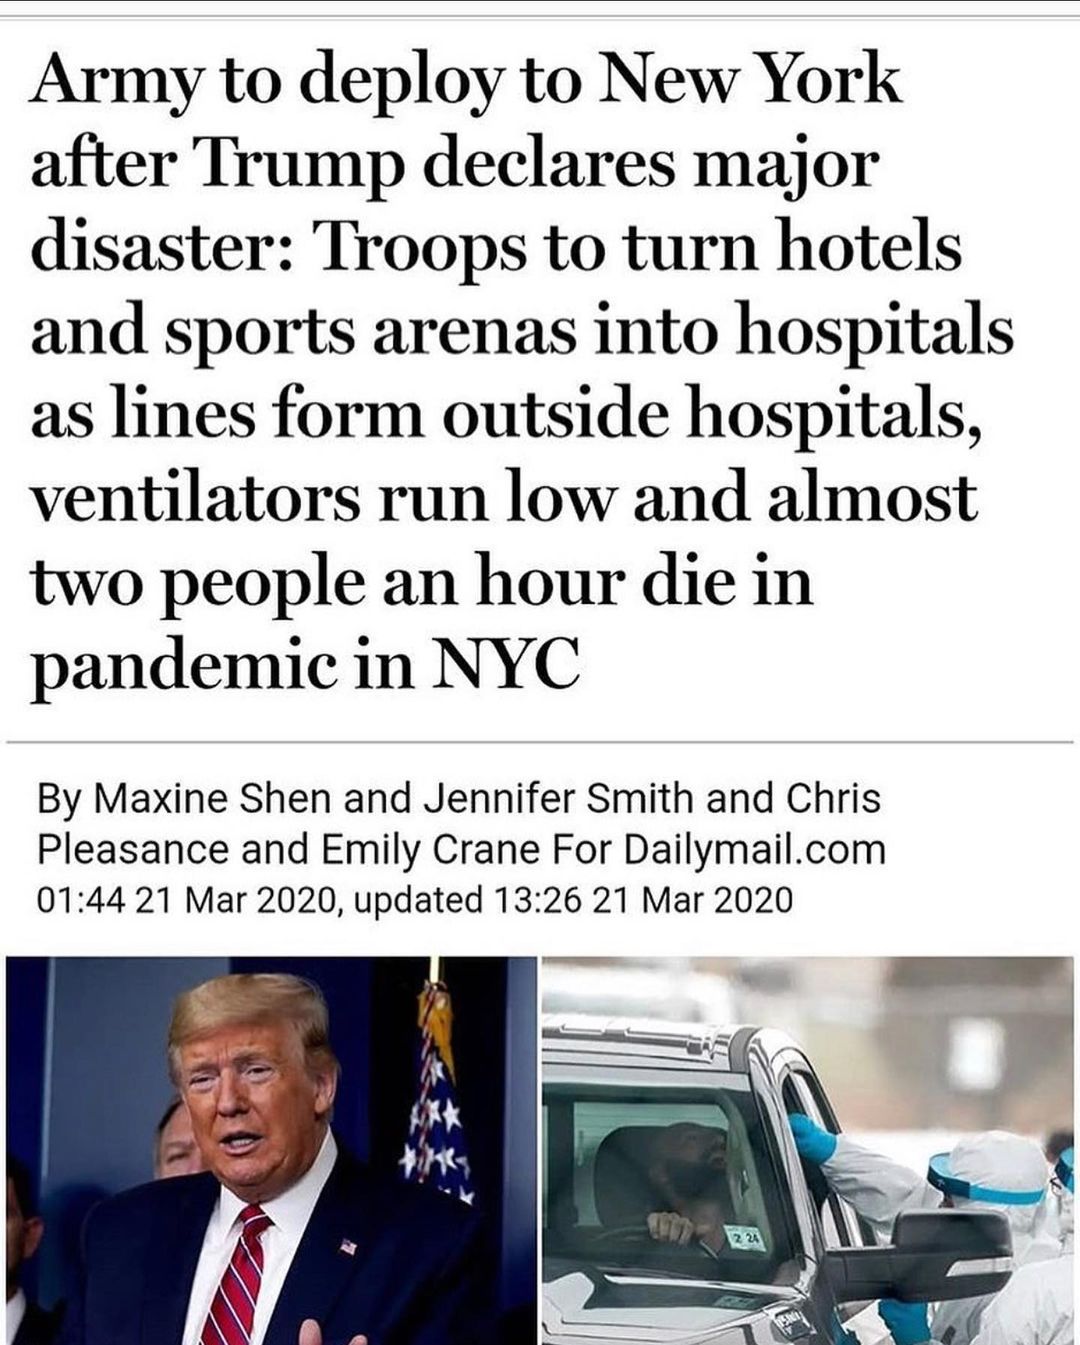 Army to deploy to New York
after Trump declares major
disaster: Troops to turn hotels
and sports arenas into hospitals
as lines form outside hospitals,
ventilators run low and almost
two people an hour die in
pandemic in NYC
By Maxine Shen and Jennifer Smith and Chris
Pleasance and Emily Crane For Dailymail.com
01:44 21 Mar 2020, updated 13:26 21 Mar 2020
2 24